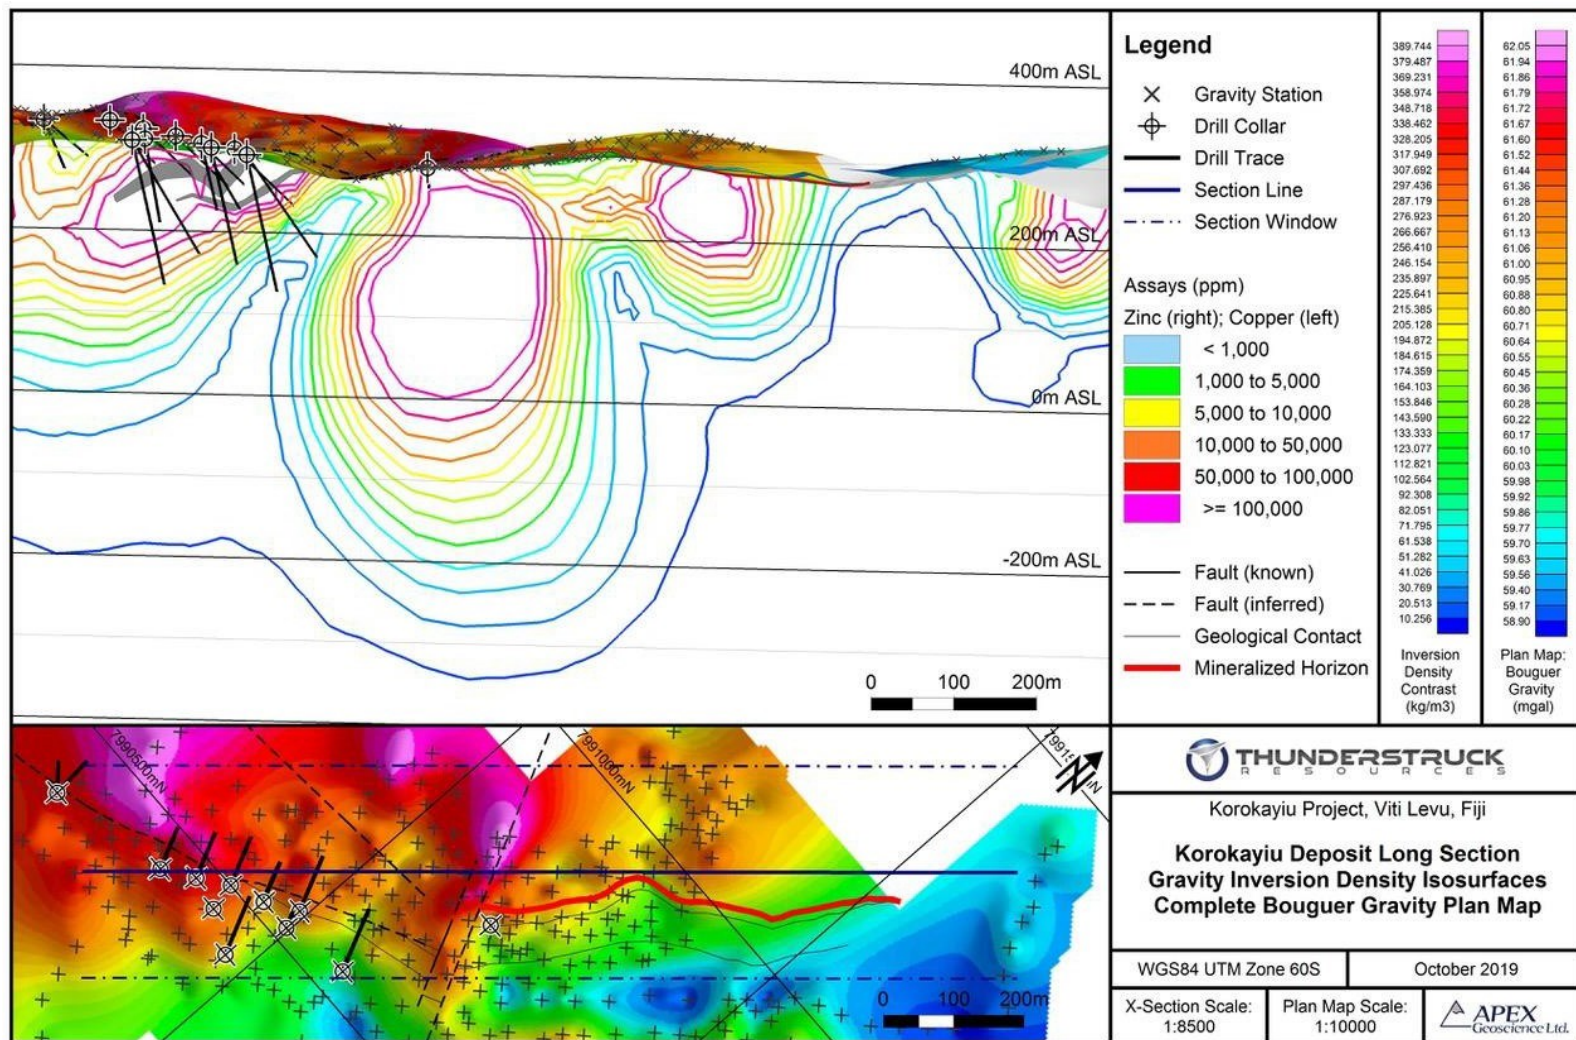 400m ASL
200m ASL
0m ASL
-200m ASL
0 100 200m
Legend
Gravity Station
Drill Collar
Drill Trace
Section Line
Section Window
Assays (ppm)
Zinc (right); Copper (left)
< 1,000
1,000 to 5,000
5,000 to 10,000
10,000 to 50,000
50,000 to 100,000
>= 100,000
Fault (known)
Fault (inferred)
Geological Contact
Mineralized Horizon
389.744
379.487
369.231
358.974
348.718
338.462
328.205
317.949
307.692
297.436
287.179
276.923
266.667
256.410
246.154
235.897
225.641
215.385
205.128
194.872
184.615
174.359
164.103
153.846
143.590
133.333
123.077
112.821
102.564
92.308
82.051
71.795
61.538
51.282
41.026
30.769
20.513
10.256
Inversion
Density
Contrast
(kg/m3)
62.05
61.94
61.86
61.79
61.72
61.67
61.60
61.52
61.44
61.36
61.28
61.20
61.13
61.06
61.00
60.95
60.88
60.80
60.71
60.64
60.55
60.45
60.36
60.28
60.22
60.17
60.10
60.03
59.98
59.92
59.86
59.77
59.70
59.63
59.56
59.40
59.17
58.90
Plan Map:
Bouguer
Gravity
(mgal)
7990500mN
7991000mN
N
0 100 200m
THUNDERSTRUCK
RESOURCES
Korokayiu Project, Viti Levu, Fiji
Korokayiu Deposit Long Section
Gravity Inversion Density Isosurfaces
Complete Bouguer Gravity Plan Map
WGS84 UTM Zone 60S
October 2019
X-Section Scale:
1:8500
Plan Map Scale:
1:10000
APEX
Geoscience Ltd.